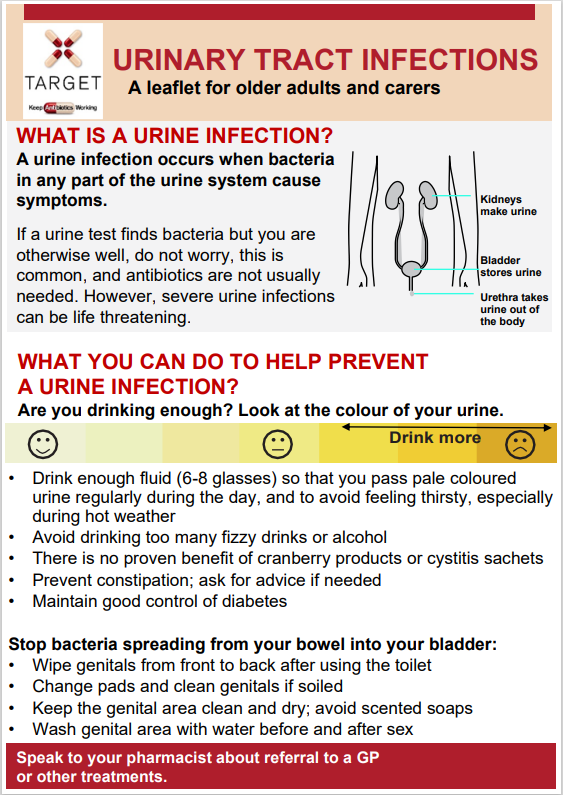 TARGET
Keep Antibiotics Working
URINARY TRACT INFECTIONS
A leaflet for older adults and carers
WHAT IS A URINE INFECTION?
A urine infection occurs when bacteria
in any part of the urine system cause
symptoms.
If a urine test finds bacteria but you are
otherwise well, do not worry, this is
common, and antibiotics are not usually
needed. However, severe urine infections
can be life threatening.
Kidneys
make urine
Bladder
stores urine
Urethra takes
urine out of
the body
WHAT YOU CAN DO TO HELP PREVENT
A URINE INFECTION?
Are you drinking enough? Look at the colour of your urine.
Drink more
• Drink enough fluid (6-8 glasses) so that you pass pale coloured
urine regularly during the day, and to avoid feeling thirsty, especially
during hot weather
• Avoid drinking too many fizzy drinks or alcohol
• There is no proven benefit of cranberry products or cystitis sachets
• Prevent constipation; ask for advice if needed
• Maintain good control of diabetes
Stop bacteria spreading from your bowel into your bladder:
• Wipe genitals from front to back after using the toilet
• Change pads and clean genitals if soiled
• Keep the genital area clean and dry; avoid scented soaps
• Wash genital area with water before and after sex
Speak to your pharmacist about referral to a GP
or other treatments.